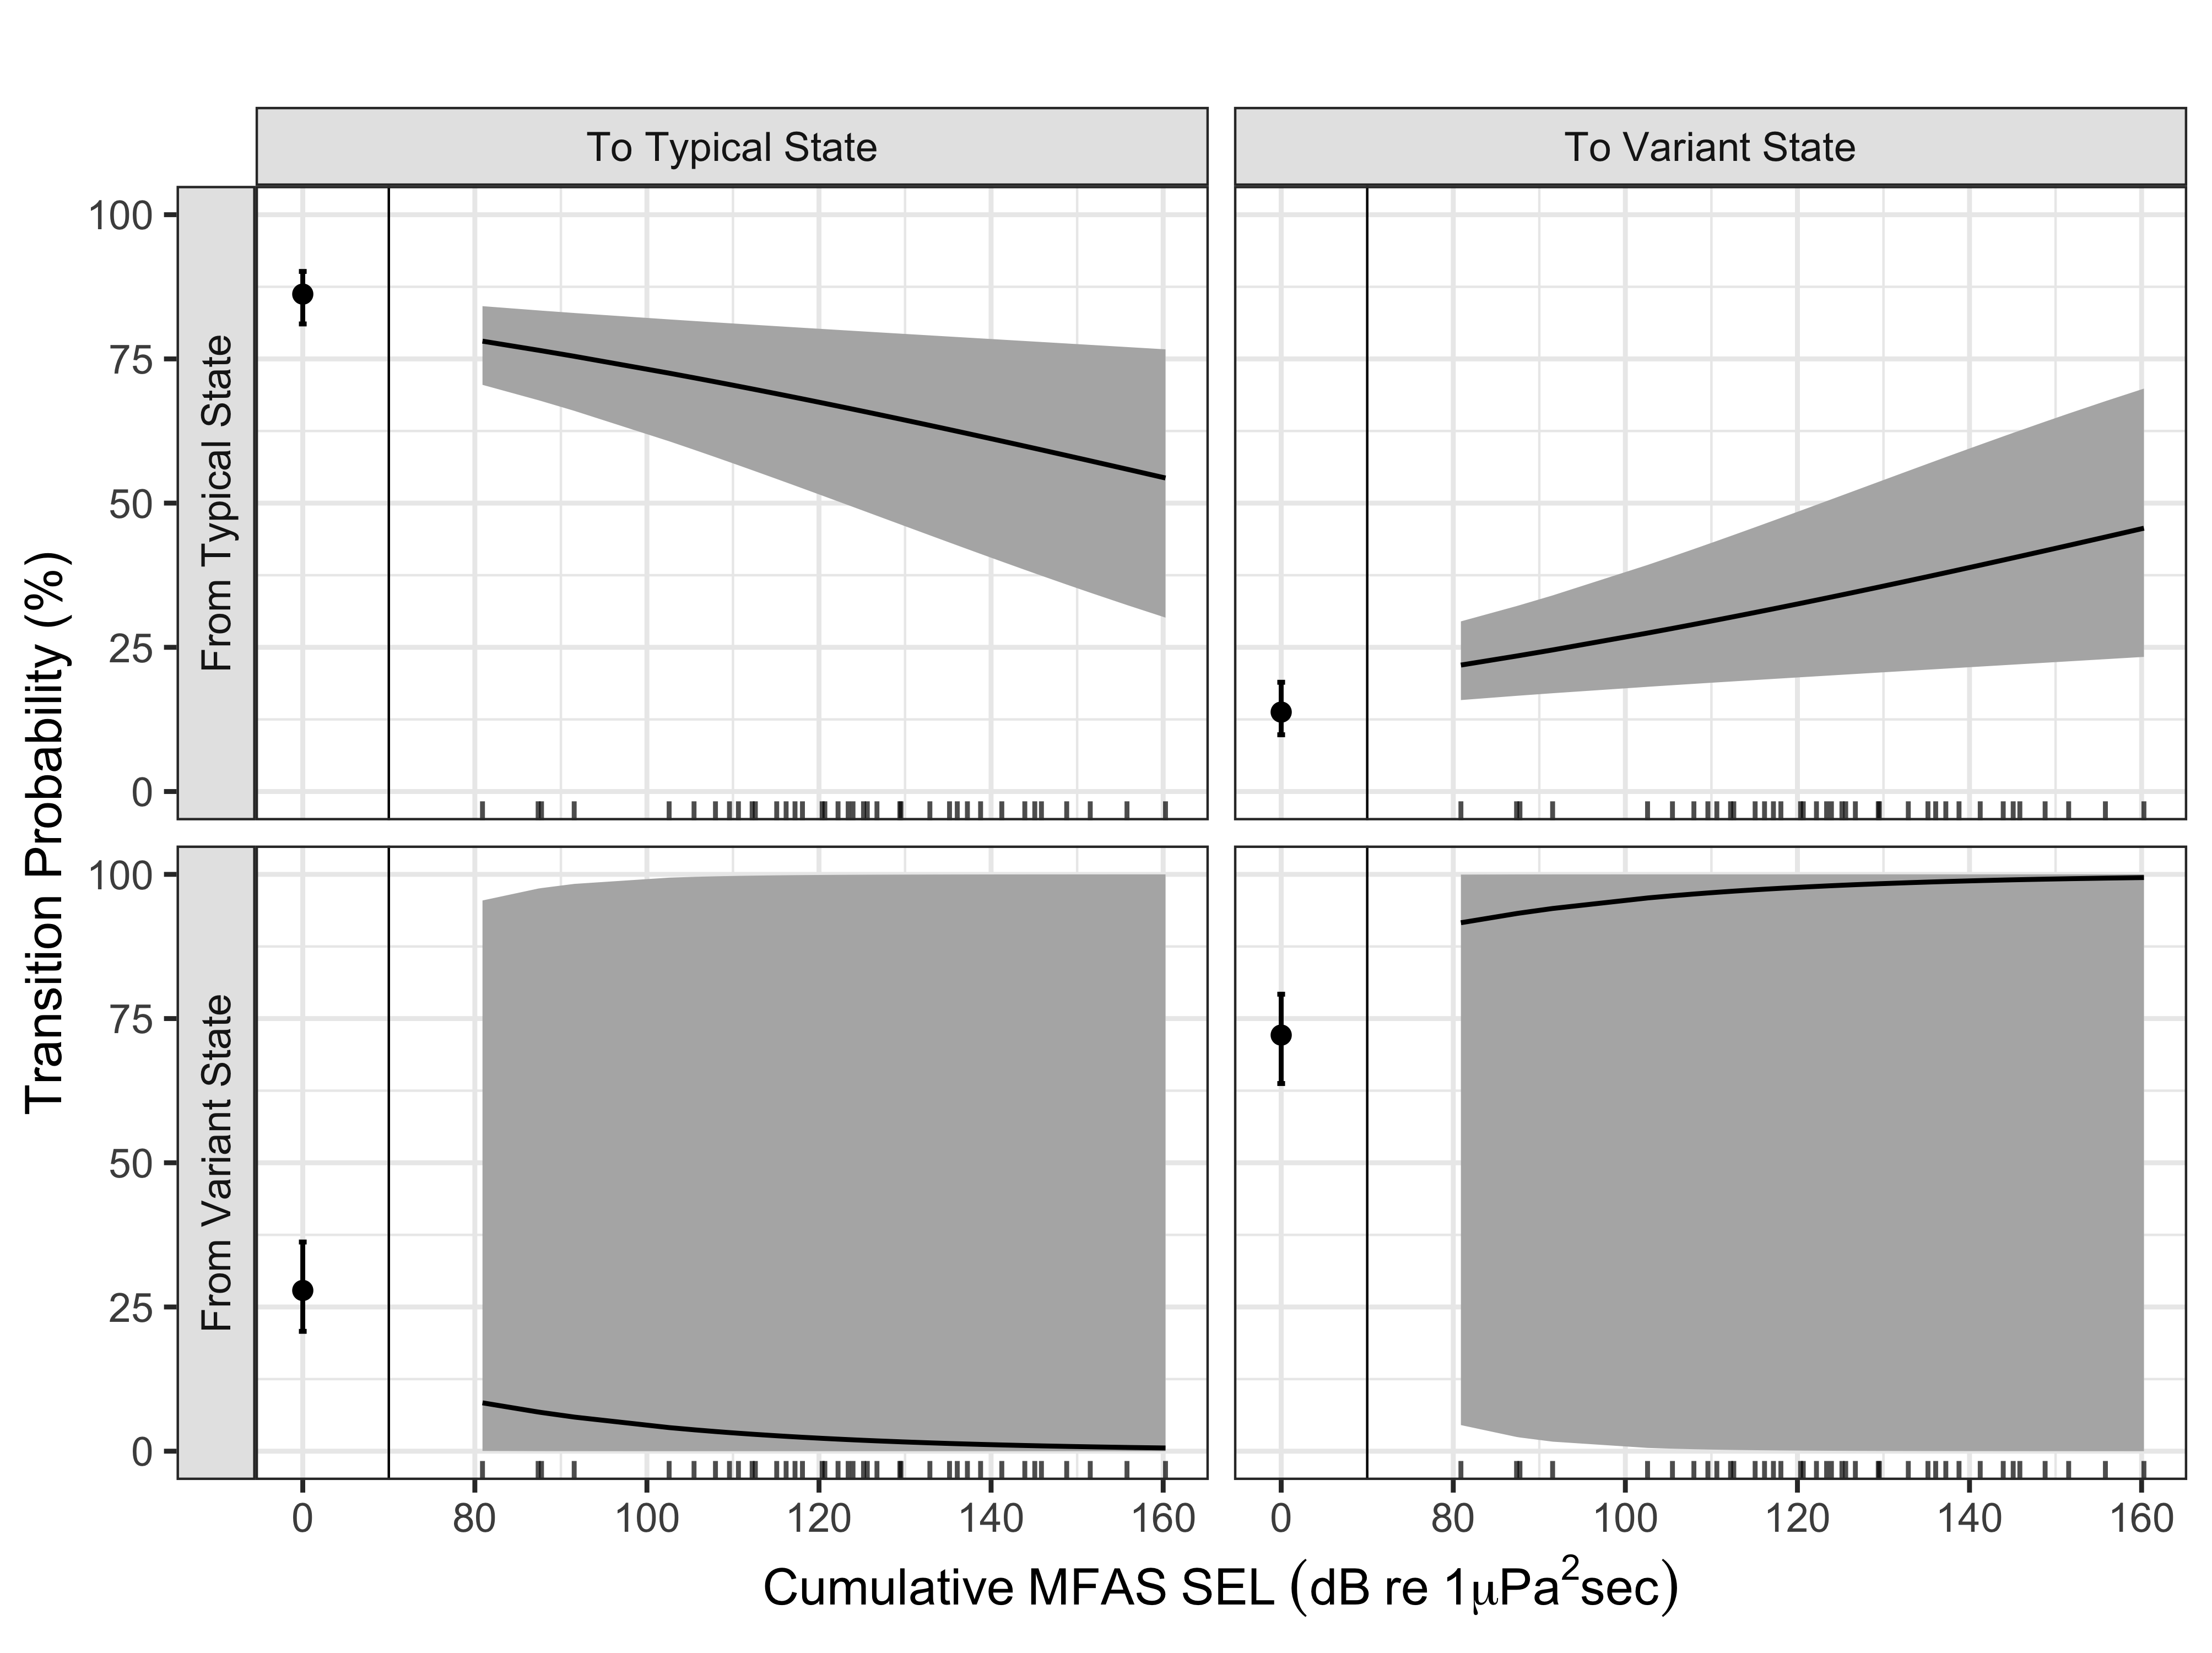 To Typical State
To Variant State
Transition Probability (%)
From Typical State
100
75
50
25
0
From Variant State
100
75
50
25
0
0 80 100 120 140 160
0 80 100 120 140 160
Cumulative MFAS SEL (dB re 1μPa²sec)